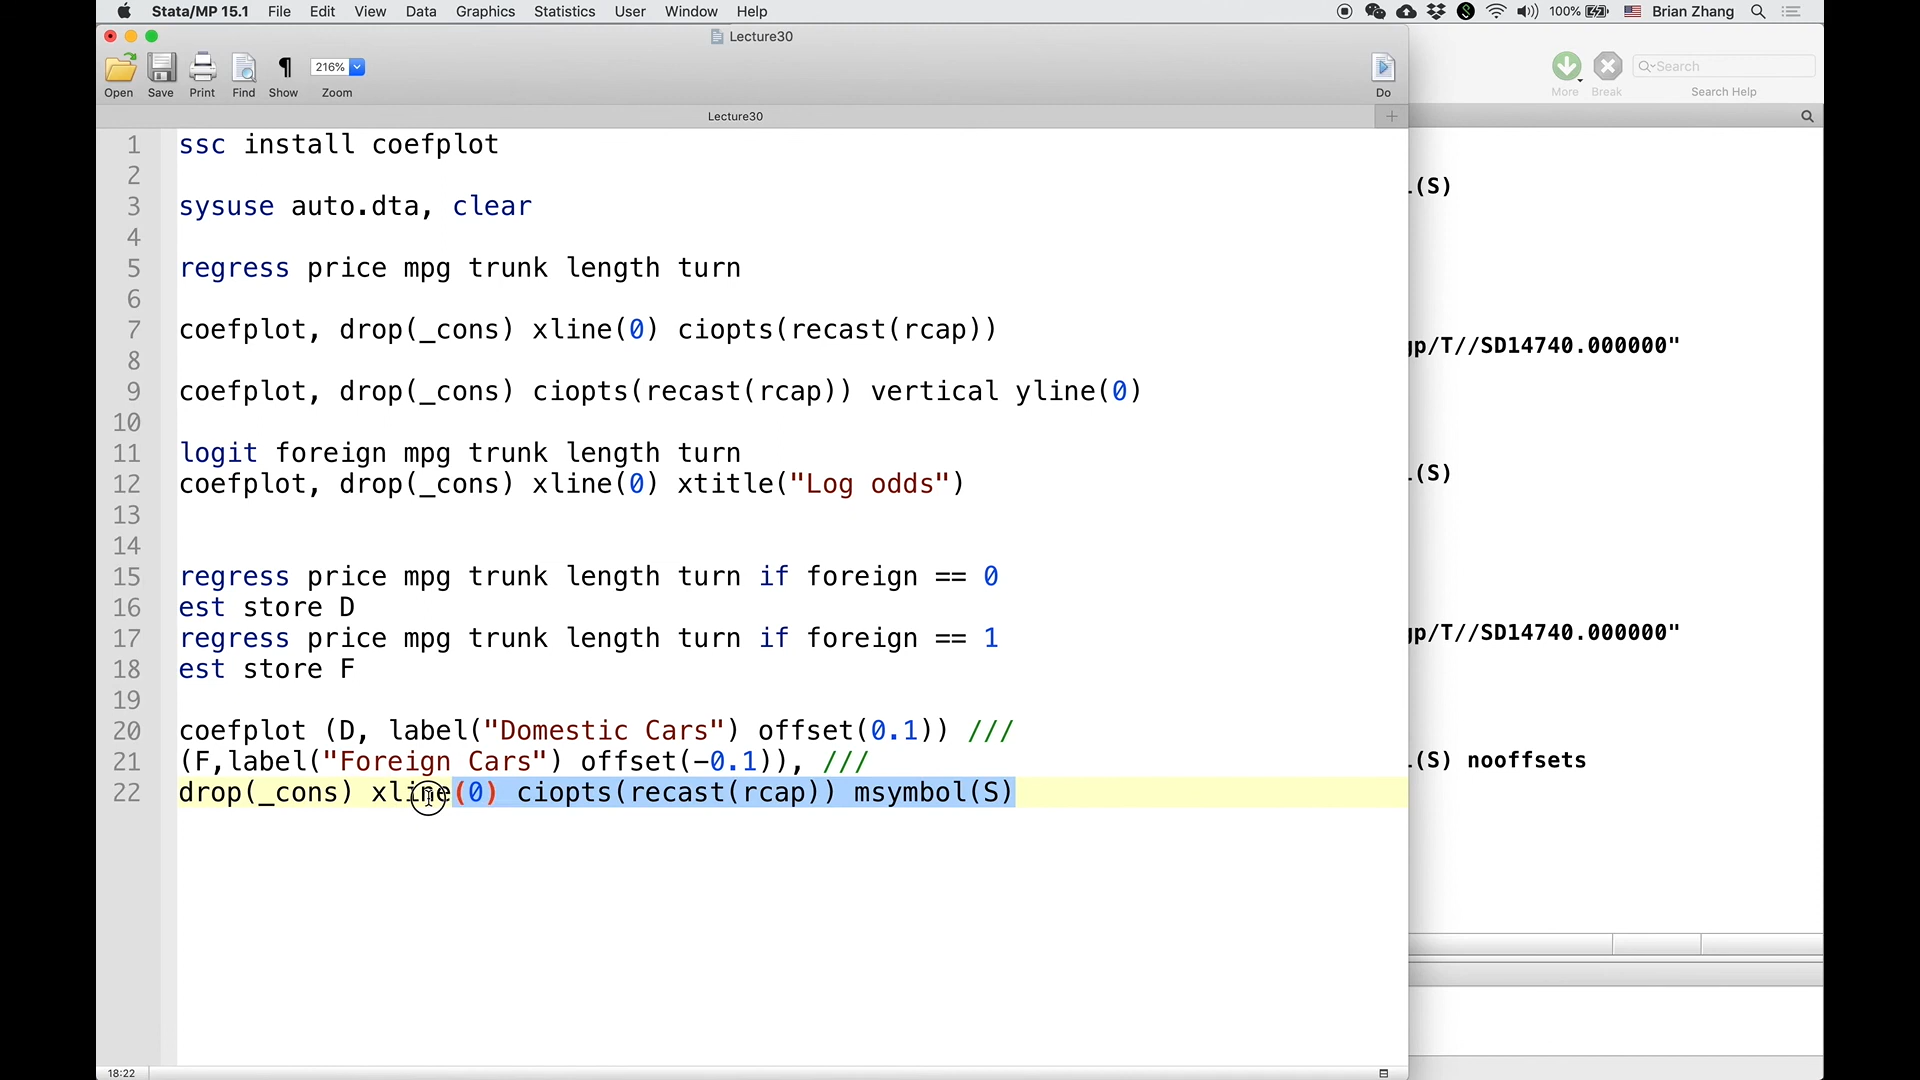 Stata/MP 15.1 File Edit View Data Graphics Statistics User Window Help 100% Brian Zhang
Lecture30
Open Save Print Find Show 216% Zoom Do
More Break Search Search Help
Lecture30
1 ssc install coefplot
2
3 sysuse auto.dta, clear
4
5 regress price mpg trunk length turn
6
7 coefplot, drop(_cons) xline(0) ciopts(recast(rcap))
8
9 coefplot, drop(_cons) ciopts(recast(rcap)) vertical yline(0)
10
11 logit foreign mpg trunk length turn
12 coefplot, drop(_cons) xline(0) xtitle("Log odds")
13
14
15 regress price mpg trunk length turn if foreign == 0
16 est store D
17 regress price mpg trunk length turn if foreign == 1
18 est store F
19
20 coefplot (D, label("Domestic Cars") offset(0.1)) ///
21 (F,label("Foreign Cars") offset(-0.1)), ///
22 drop(_cons) xline(0) ciopts(recast(rcap)) msymbol(S)
(S)
gp/T//SD14740.000000"
(S)
gp/T//SD14740.000000"
(S) nooffsets
18:22